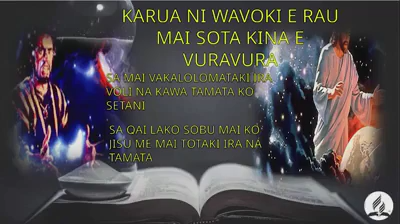 KARUA NI WAVOKI E RAU
MAI SOTA KINA E
VURAVURA
SA MAI VAKALOLOMATAKI IRA
VOLI NA KAWA TAMATA KO
SETANI
SA QAI LAKO SOBU MAI KO
JISU ME MAI TOTAKI IRA NA
TAMATA